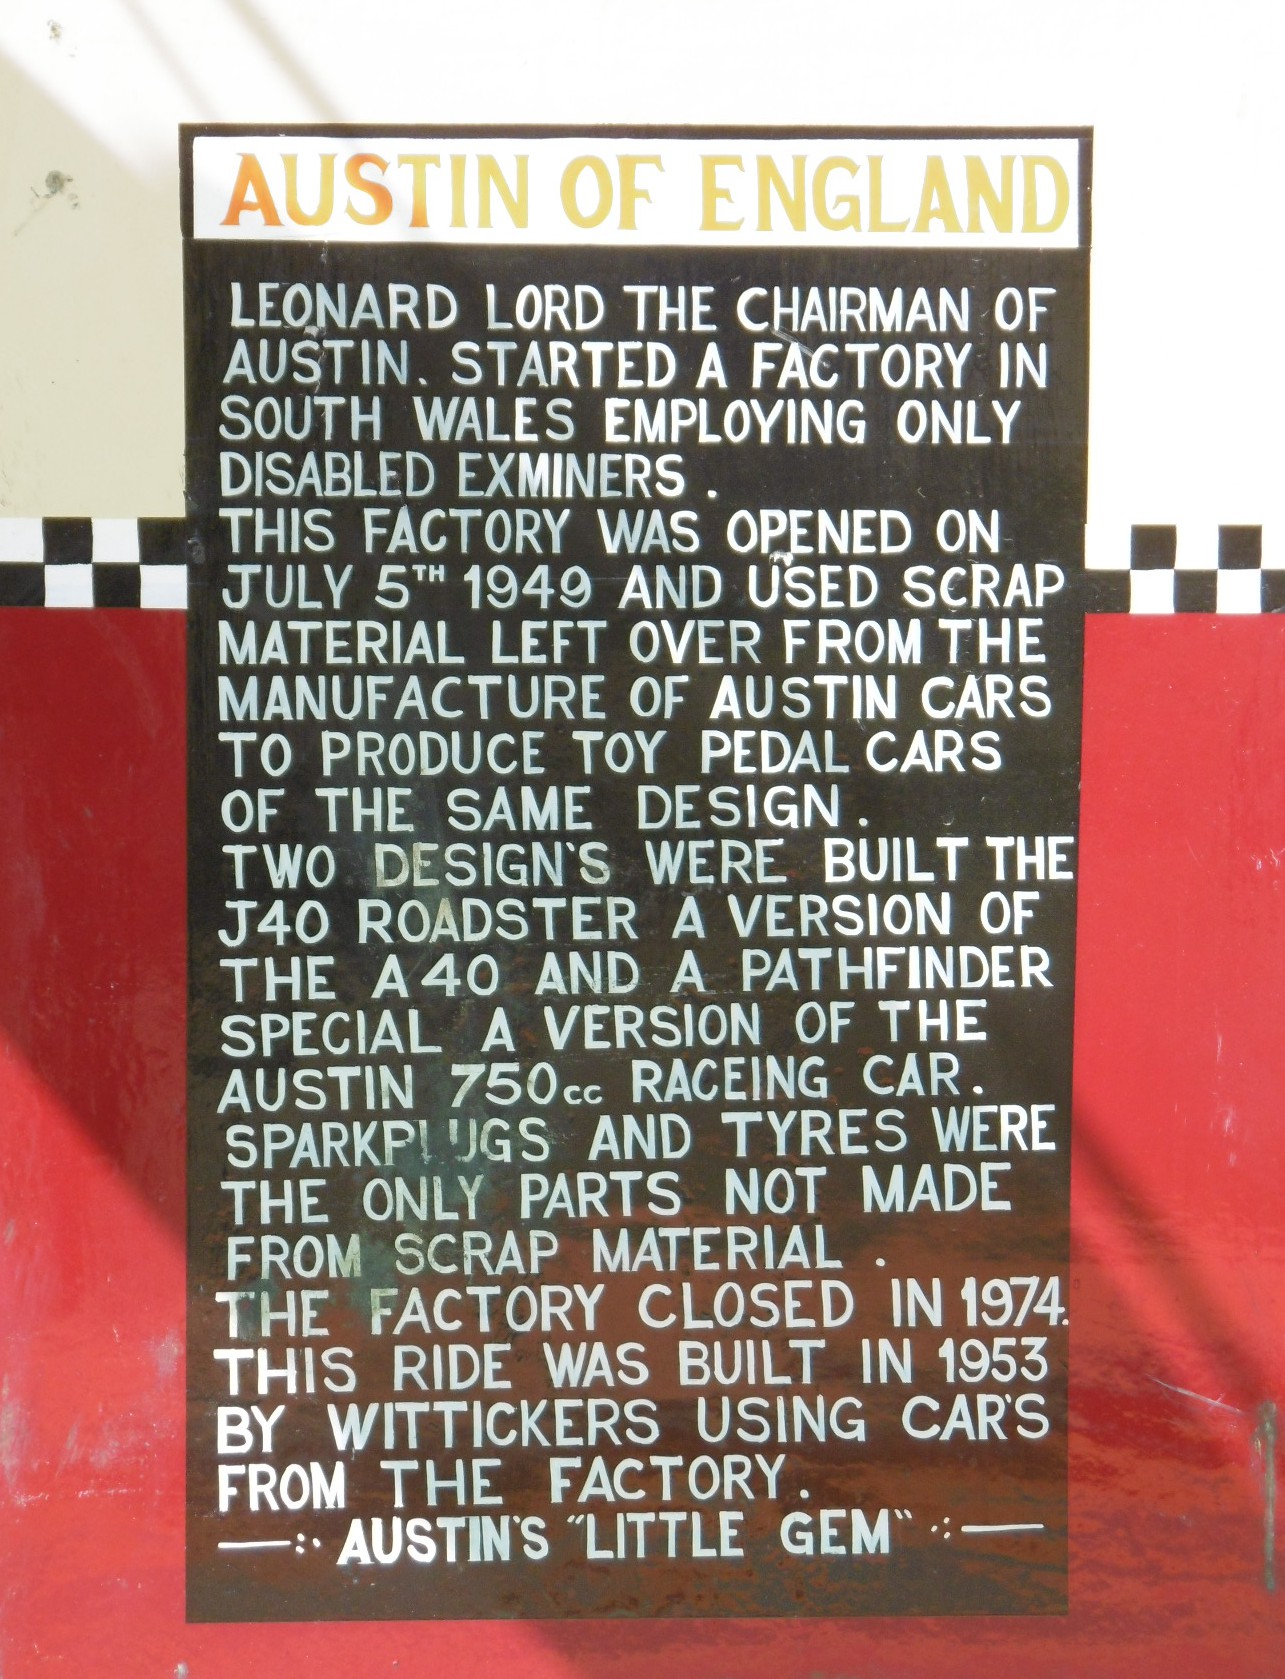 AUSTIN OF ENGLAND
LEONARD LORD THE CHAIRMAN OF
AUSTIN. STARTED A FACTORY IN
SOUTH WALES EMPLOYING ONLY
DISABLED EXMINERS.
THIS FACTORY WAS OPENED ON
JULY 5TH 1949 AND USED SCRAP
MATERIAL LEFT OVER FROM THE
MANUFACTURE OF AUSTIN CARS
TO PRODUCE TOY PEDAL CARS
OF THE SAME DESIGN.
TWO DESIGN'S WERE BUILT THE
J40 ROADSTER A VERSION OF
THE A40 AND A PATHFINDER
SPECIAL A VERSION OF THE
AUSTIN 750cc RACEING CAR.
SPARKPLUGS AND TYRES WERE
THE ONLY PARTS NOT MADE
FROM SCRAP MATERIAL.
THE FACTORY CLOSED IN 1974.
THIS RIDE WAS BUILT IN 1953
BY WITTICKERS USING CAR'S
FROM THE FACTORY.
—:· AUSTIN'S "LITTLE GEM" ·:—